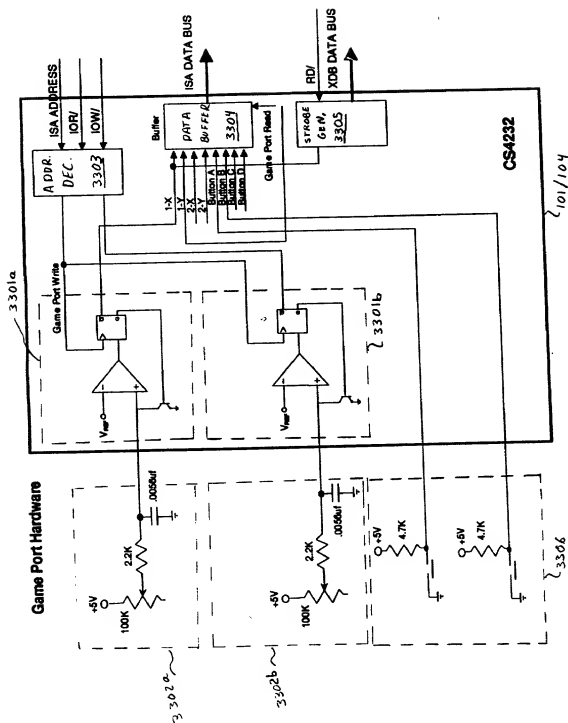 Game Port Hardware
3302a
+5V
100K
2.2K
.0056uf
3302b
+5V
100K
2.2K
.0056uf
+5V
4.7K
+5V
4.7K
3306
3301a
VREF
Game Port Write
VREF
3301b
ADDR.
DEC.
3303
ISA ADDRESS
IOR/
IOW/
1-X
1-Y
2-X
2-Y
Button A
Button B
Button C
Button D
Buffer
DATA
BUFFER
3304
ISA DATA BUS
Game Port Read
STROBE
GEN.
3305
RD/
XDB DATA BUS
CS4232
101/104